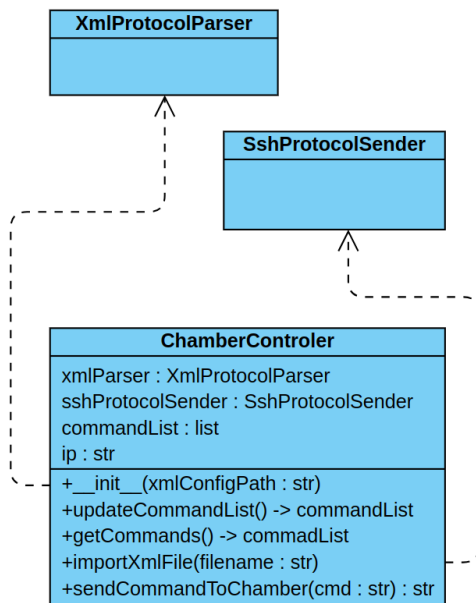 XmlProtocolParser
SshProtocolSender
ChamberControler
xmlParser : XmlProtocolParser
sshProtocolSender : SshProtocolSender
commandList : list
ip : str
+__init__(xmlConfigPath : str)
+updateCommandList() -> commandList
+getCommands() -> commadList
+importXmlFile(filename : str)
+sendCommandToChamber(cmd : str) : str